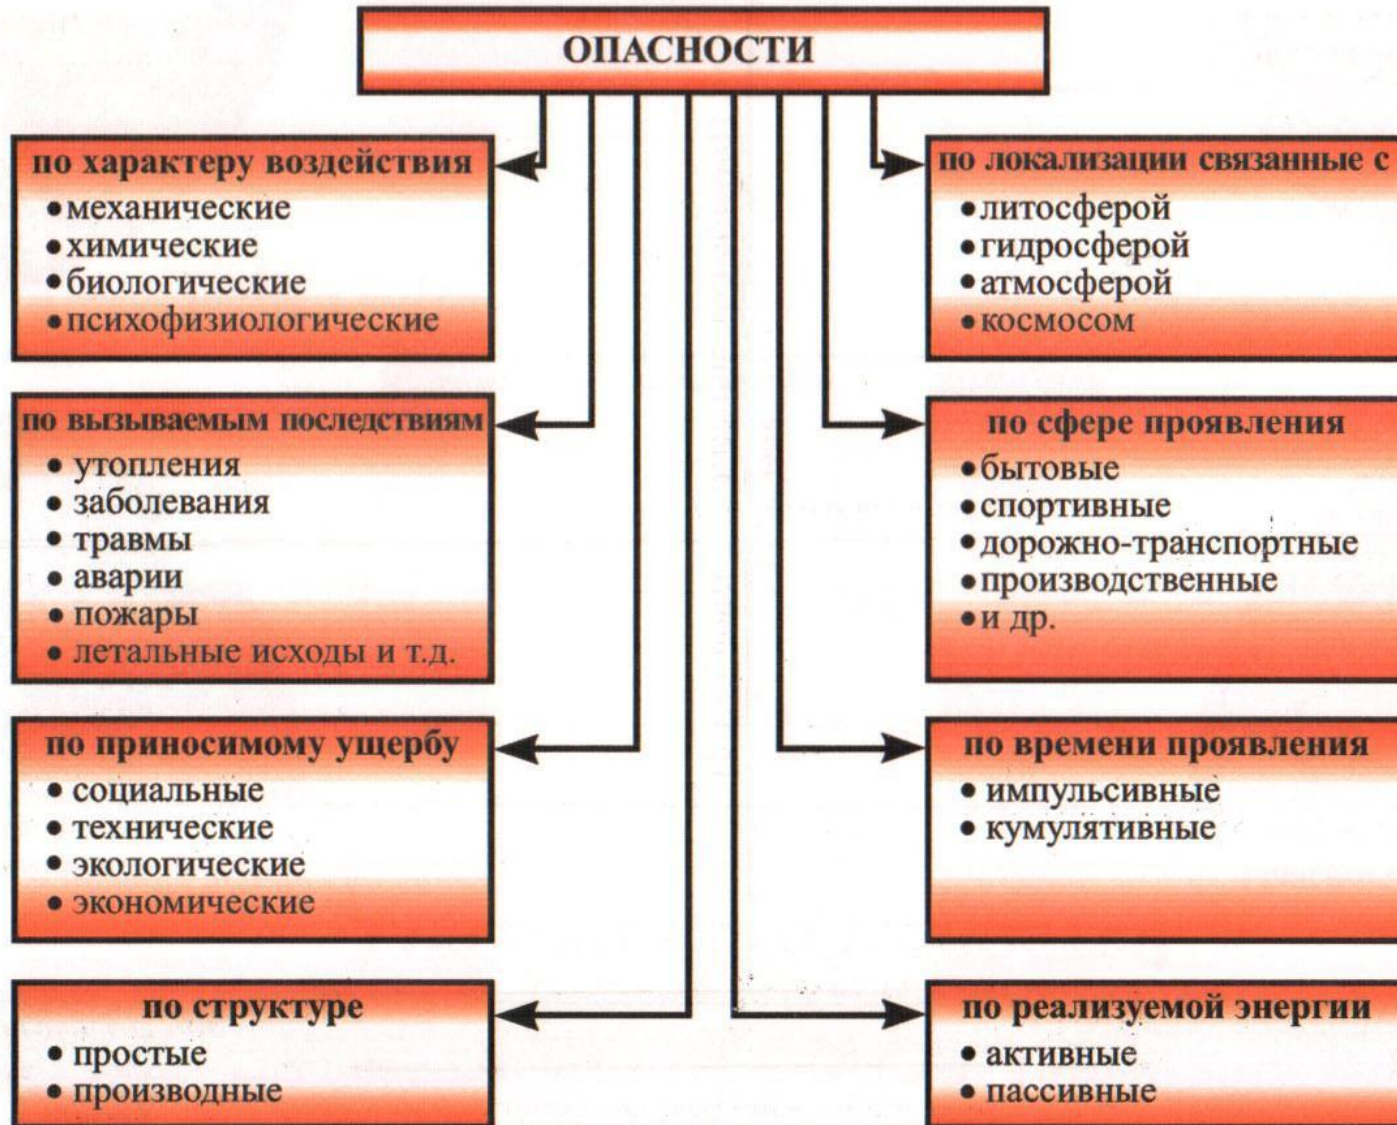 ОПАСНОСТИ
по характеру воздействия
• механические
• химические
• биологические
• психофизиологические
по вызываемым последствиям
• утопления
• заболевания
• травмы
• аварии
• пожары
• летальные исходы и т.д.
по приносимому ущербу
• социальные
• технические
• экологические
• экономические
по структуре
• простые
• производные
по локализации связанные с
• литосферой
• гидросферой
• атмосферой
• космосом
по сфере проявления
• бытовые
• спортивные
• дорожно-транспортные
• производственные
• и др.
по времени проявления
• импульсивные
• кумулятивные
по реализуемой энергии
• активные
• пассивные